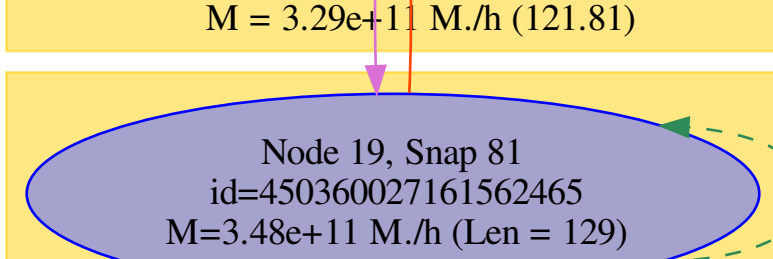 M = 3.29e+11 M./h (121.81)
Node 19, Snap 81
id=450360027161562465
M=3.48e+11 M./h (Len = 129)